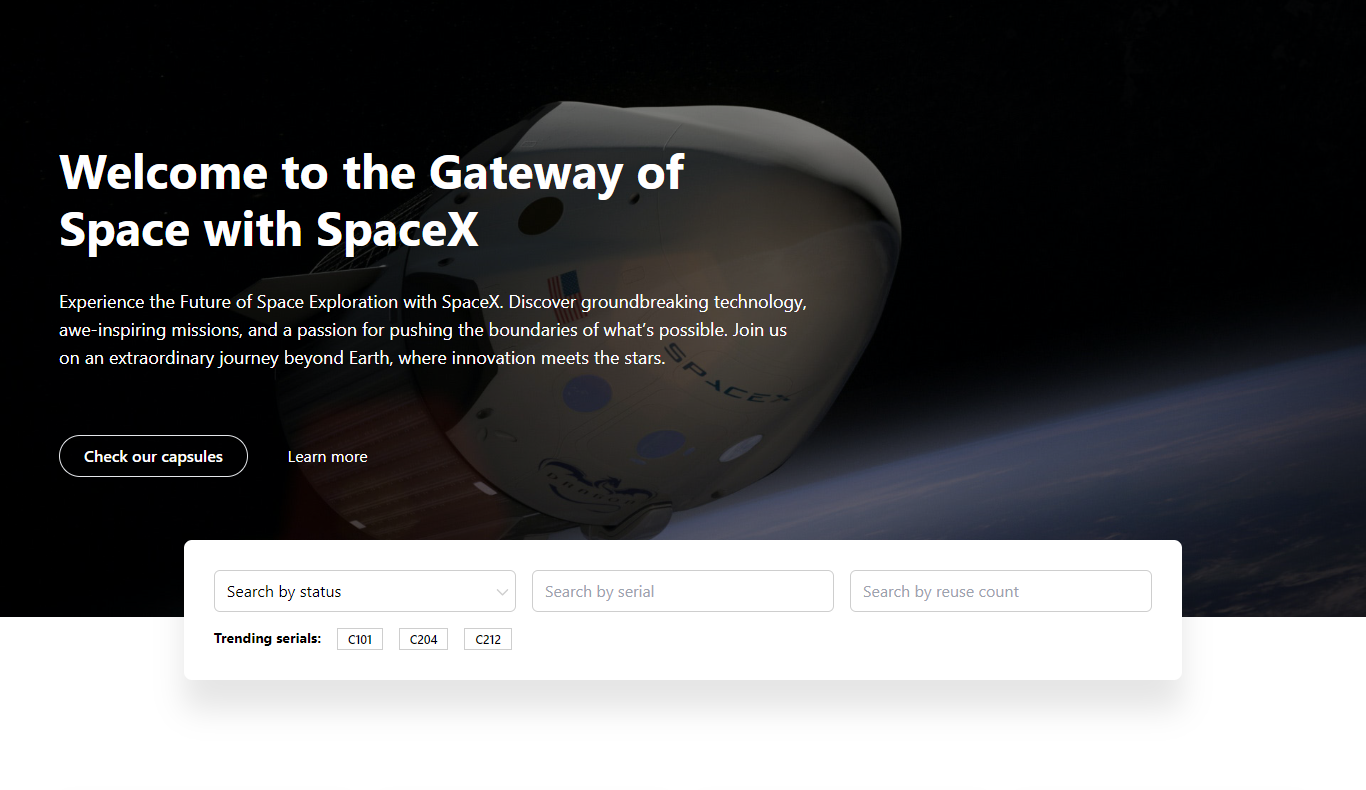 Welcome to the Gateway of
Space with SpaceX
Experience the Future of Space Exploration with SpaceX. Discover groundbreaking technology,
awe-inspiring missions, and a passion for pushing the boundaries of what’s possible. Join us
on an extraordinary journey beyond Earth, where innovation meets the stars.
SPACEX
DRAGON
Check our capsules
Learn more
Search by status
Search by serial
Search by reuse count
Trending serials:
C101
C204
C212